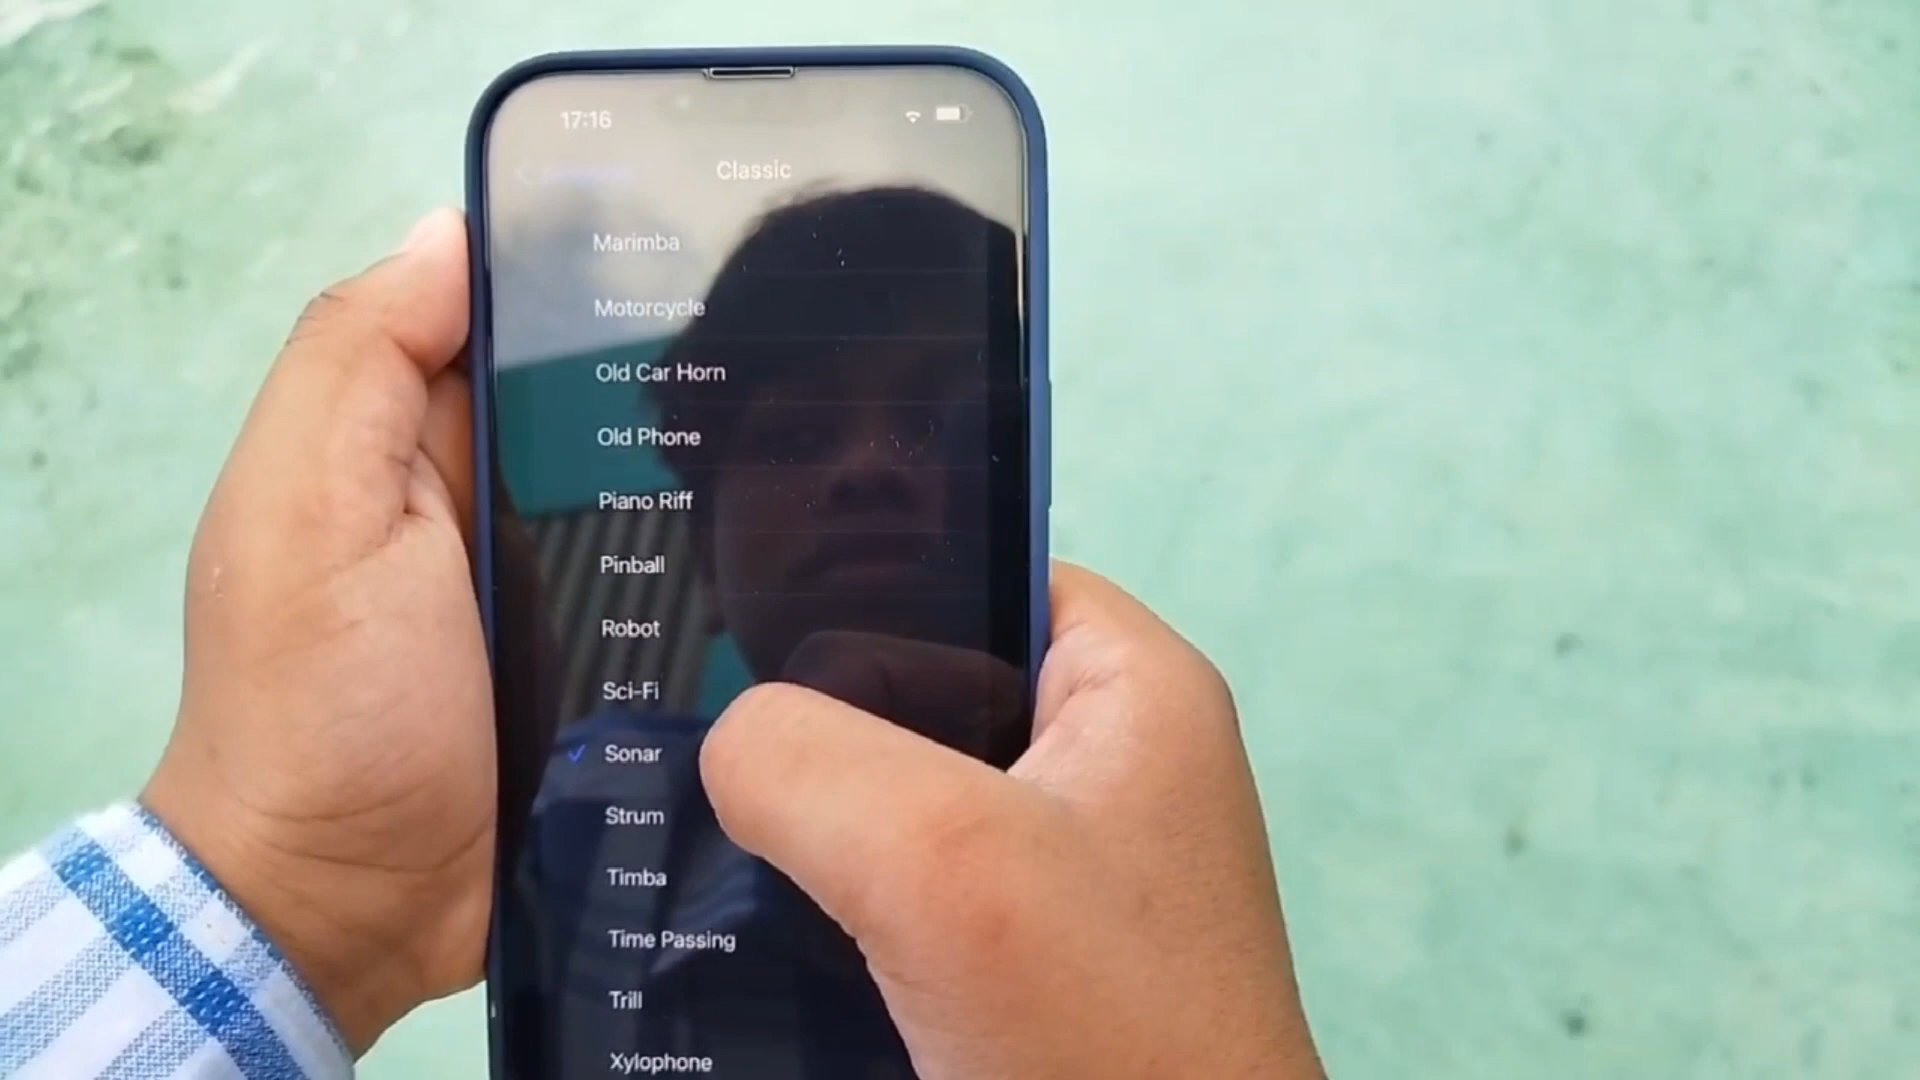 17:16
Classic
Marimba
Motorcycle
Old Car Horn
Old Phone
Piano Riff
Pinball
Robot
Sci-Fi
Sonar
Strum
Timba
Time Passing
Trill
Xylophone